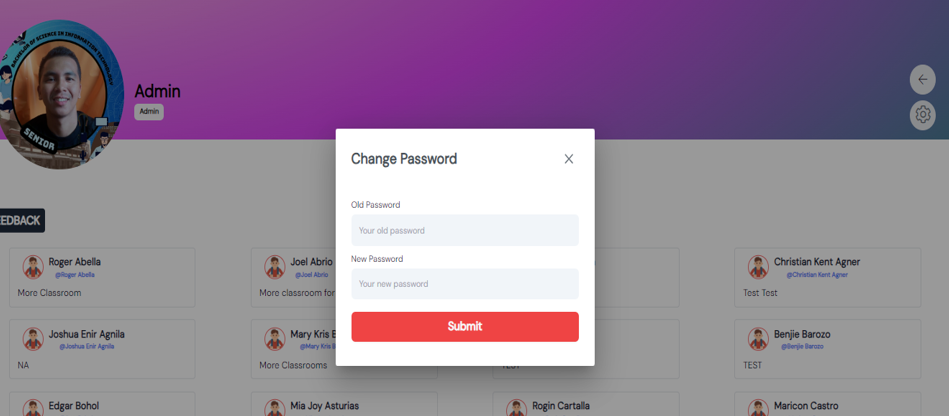 BACHELOR OF SCIENCE IN INFORMATION TECHNOLOGY
SENIOR
Admin
Admin
Change Password
Old Password
Your old password
New Password
Your new password
Submit
EEDBACK
Roger Abella
@Roger Abella
More Classroom
Joel Abrio
@Joel Abrio
More classroom for
Christian Kent Agner
@Christian Kent Agner
Test Test
Joshua Enir Agnila
@Joshua Enir Agnila
NA
Mary Kris
@Mary Kris
More Classrooms
TEST
Benjie Barozo
@Benjie Barozo
TEST
Edgar Bohol
Mia Joy Asturias
Rogin Cartalla
Maricon Castro